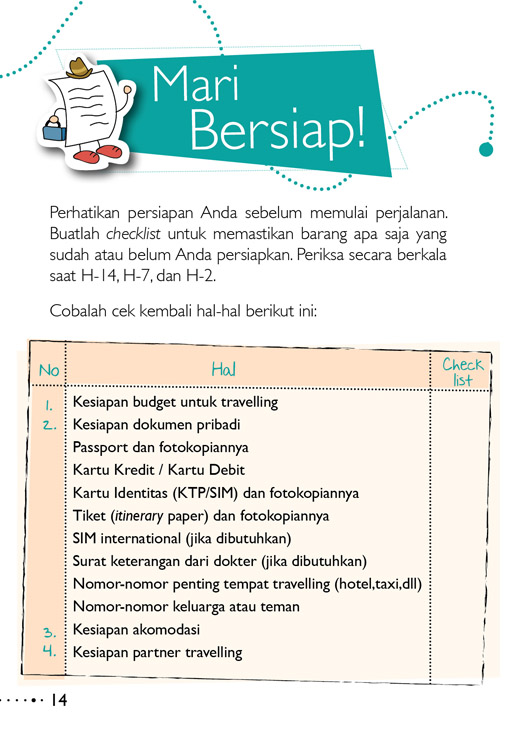 Mari
Bersiap!
Perhatikan persiapan Anda sebelum memulai perjalanan.
Buatlah checklist untuk memastikan barang apa saja yang
sudah atau belum Anda persiapkan. Periksa secara berkala
saat H-14, H-7, dan H-2.
Cobalah cek kembali hal-hal berikut ini:
No Hal Check list
1. Kesiapan budget untuk travelling
2. Kesiapan dokumen pribadi
Passport dan fotokopiannya
Kartu Kredit / Kartu Debit
Kartu Identitas (KTP/SIM) dan fotokopiannya
Tiket (itinerary paper) dan fotokopiannya
SIM international (jika dibutuhkan)
Surat keterangan dari dokter (jika dibutuhkan)
Nomor-nomor penting tempat travelling (hotel,taxi,dll)
Nomor-nomor keluarga atau teman
3. Kesiapan akomodasi
4. Kesiapan partner travelling
14